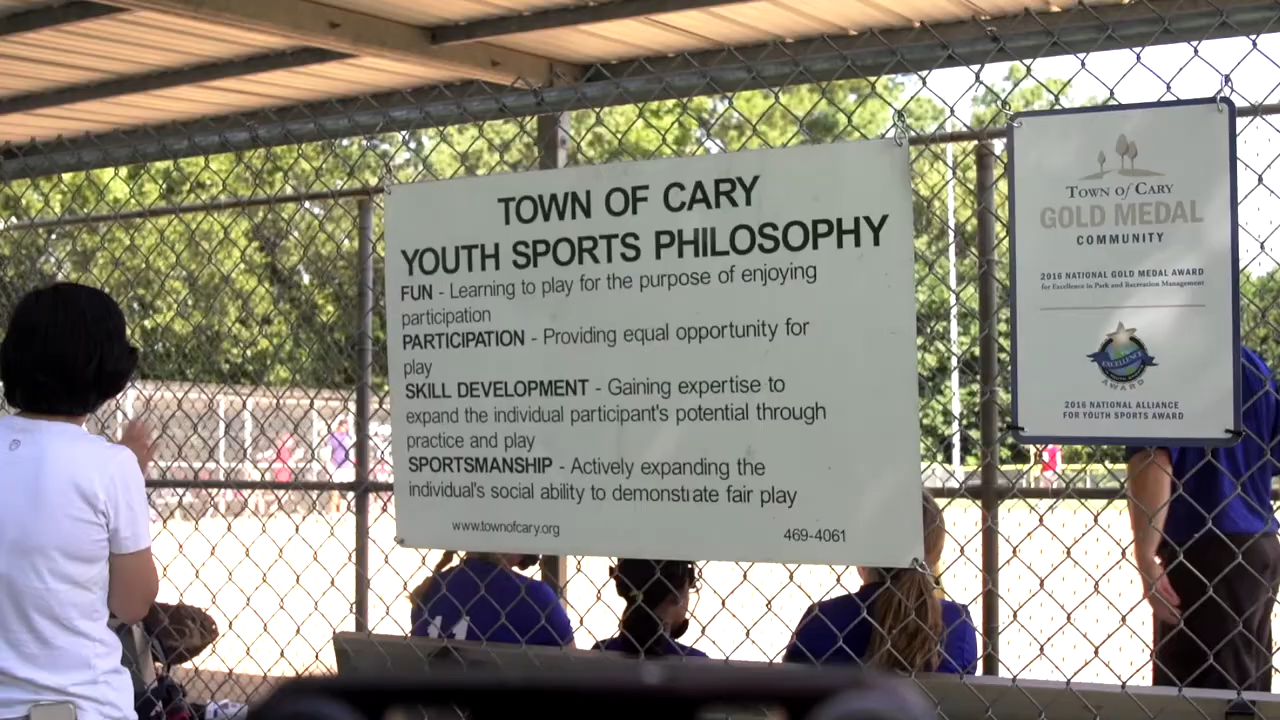 TOWN OF CARY
YOUTH SPORTS PHILOSOPHY
FUN - Learning to play for the purpose of enjoying
participation
PARTICIPATION - Providing equal opportunity for
play
SKILL DEVELOPMENT - Gaining expertise to
expand the individual participant's potential through
practice and play
SPORTSMANSHIP - Actively expanding the
individual's social ability to demonstrate fair play
www.townofcary.org
469-4061
TOWN of CARY
GOLD MEDAL
COMMUNITY
2016 NATIONAL GOLD MEDAL AWARD
for Excellence in Park and Recreation Management
EXCELLENCE
AWARD
2016 NATIONAL ALLIANCE
FOR YOUTH SPORTS AWARD
11